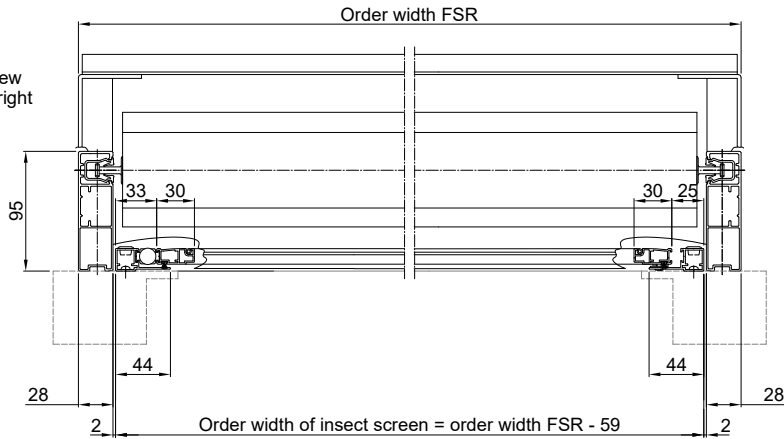 Order width FSR
ew
right
33
30
30
25
95
44
44
28
28
2
Order width of insect screen = order width FSR - 59
2